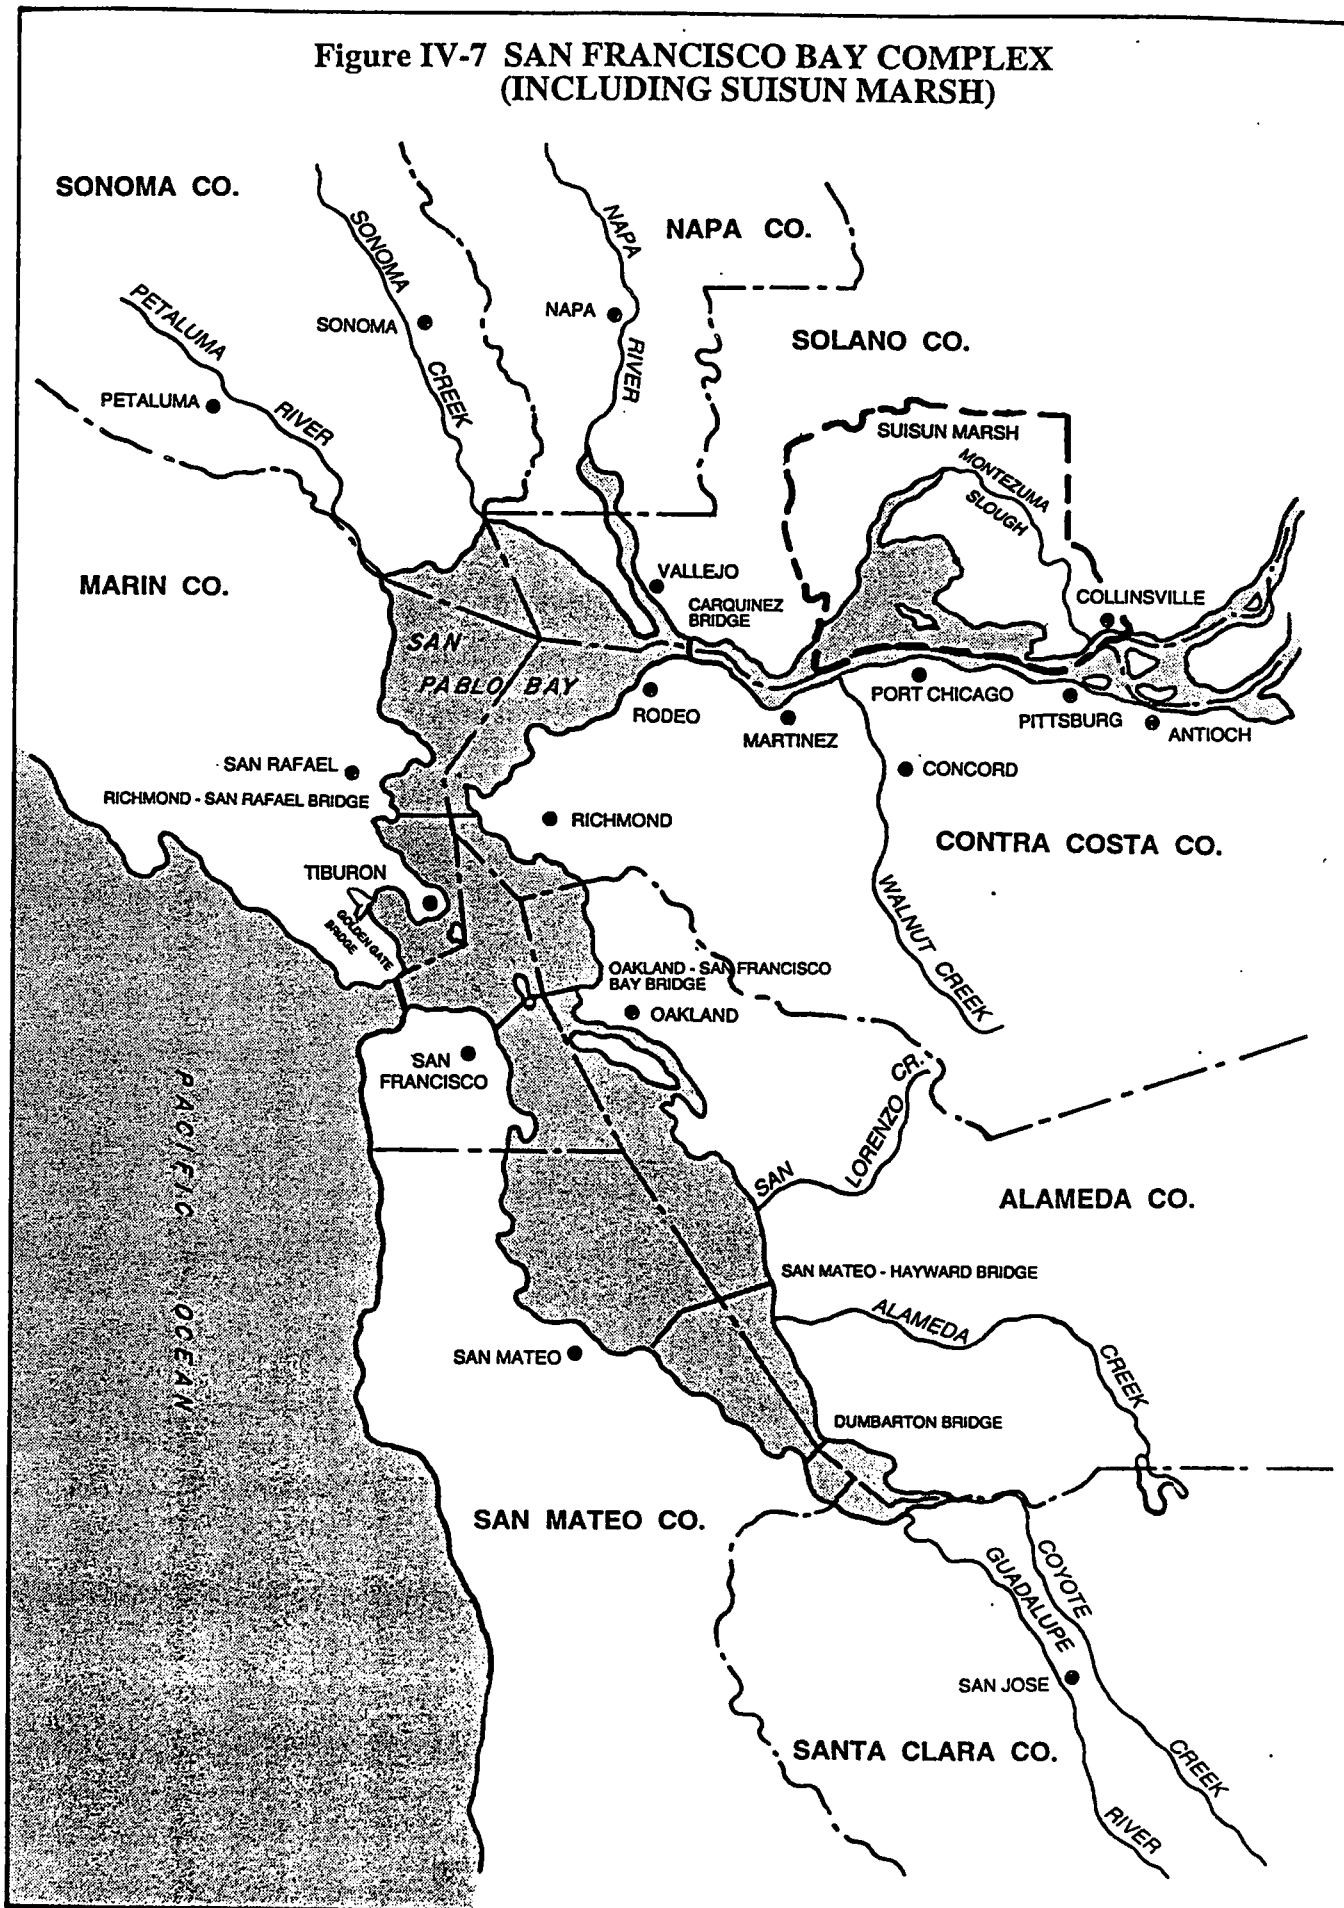 Figure IV-7 SAN FRANCISCO BAY COMPLEX
(INCLUDING SUISUN MARSH)
SONOMA CO.
SONOMA
CREEK
NAPA
RIVER
NAPA CO.
PETALUMA
RIVER
SONOMA
NAPA
SOLANO CO.
PETALUMA
SUISUN MARSH
MONTEZUMA
SLOUGH
MARIN CO.
VALLEJO
CARQUINEZ
BRIDGE
COLLINSVILLE
SAN
PABLO BAY
RODEO
MARTINEZ
PORT CHICAGO
PITTSBURG
ANTIOCH
SAN RAFAEL
CONCORD
RICHMOND - SAN RAFAEL BRIDGE
RICHMOND
CONTRA COSTA CO.
TIBURON
GOLDEN GATE
BRIDGE
WALNUT CREEK
OAKLAND - SAN FRANCISCO
BAY BRIDGE
OAKLAND
SAN
FRANCISCO
SAN LORENZO CR.
PACIFIC OCEAN
ALAMEDA CO.
SAN MATEO - HAYWARD BRIDGE
ALAMEDA
CREEK
SAN MATEO
DUMBARTON BRIDGE
SAN MATEO CO.
GUADALUPE
RIVER
COYOTE
CREEK
SAN JOSE
SANTA CLARA CO.